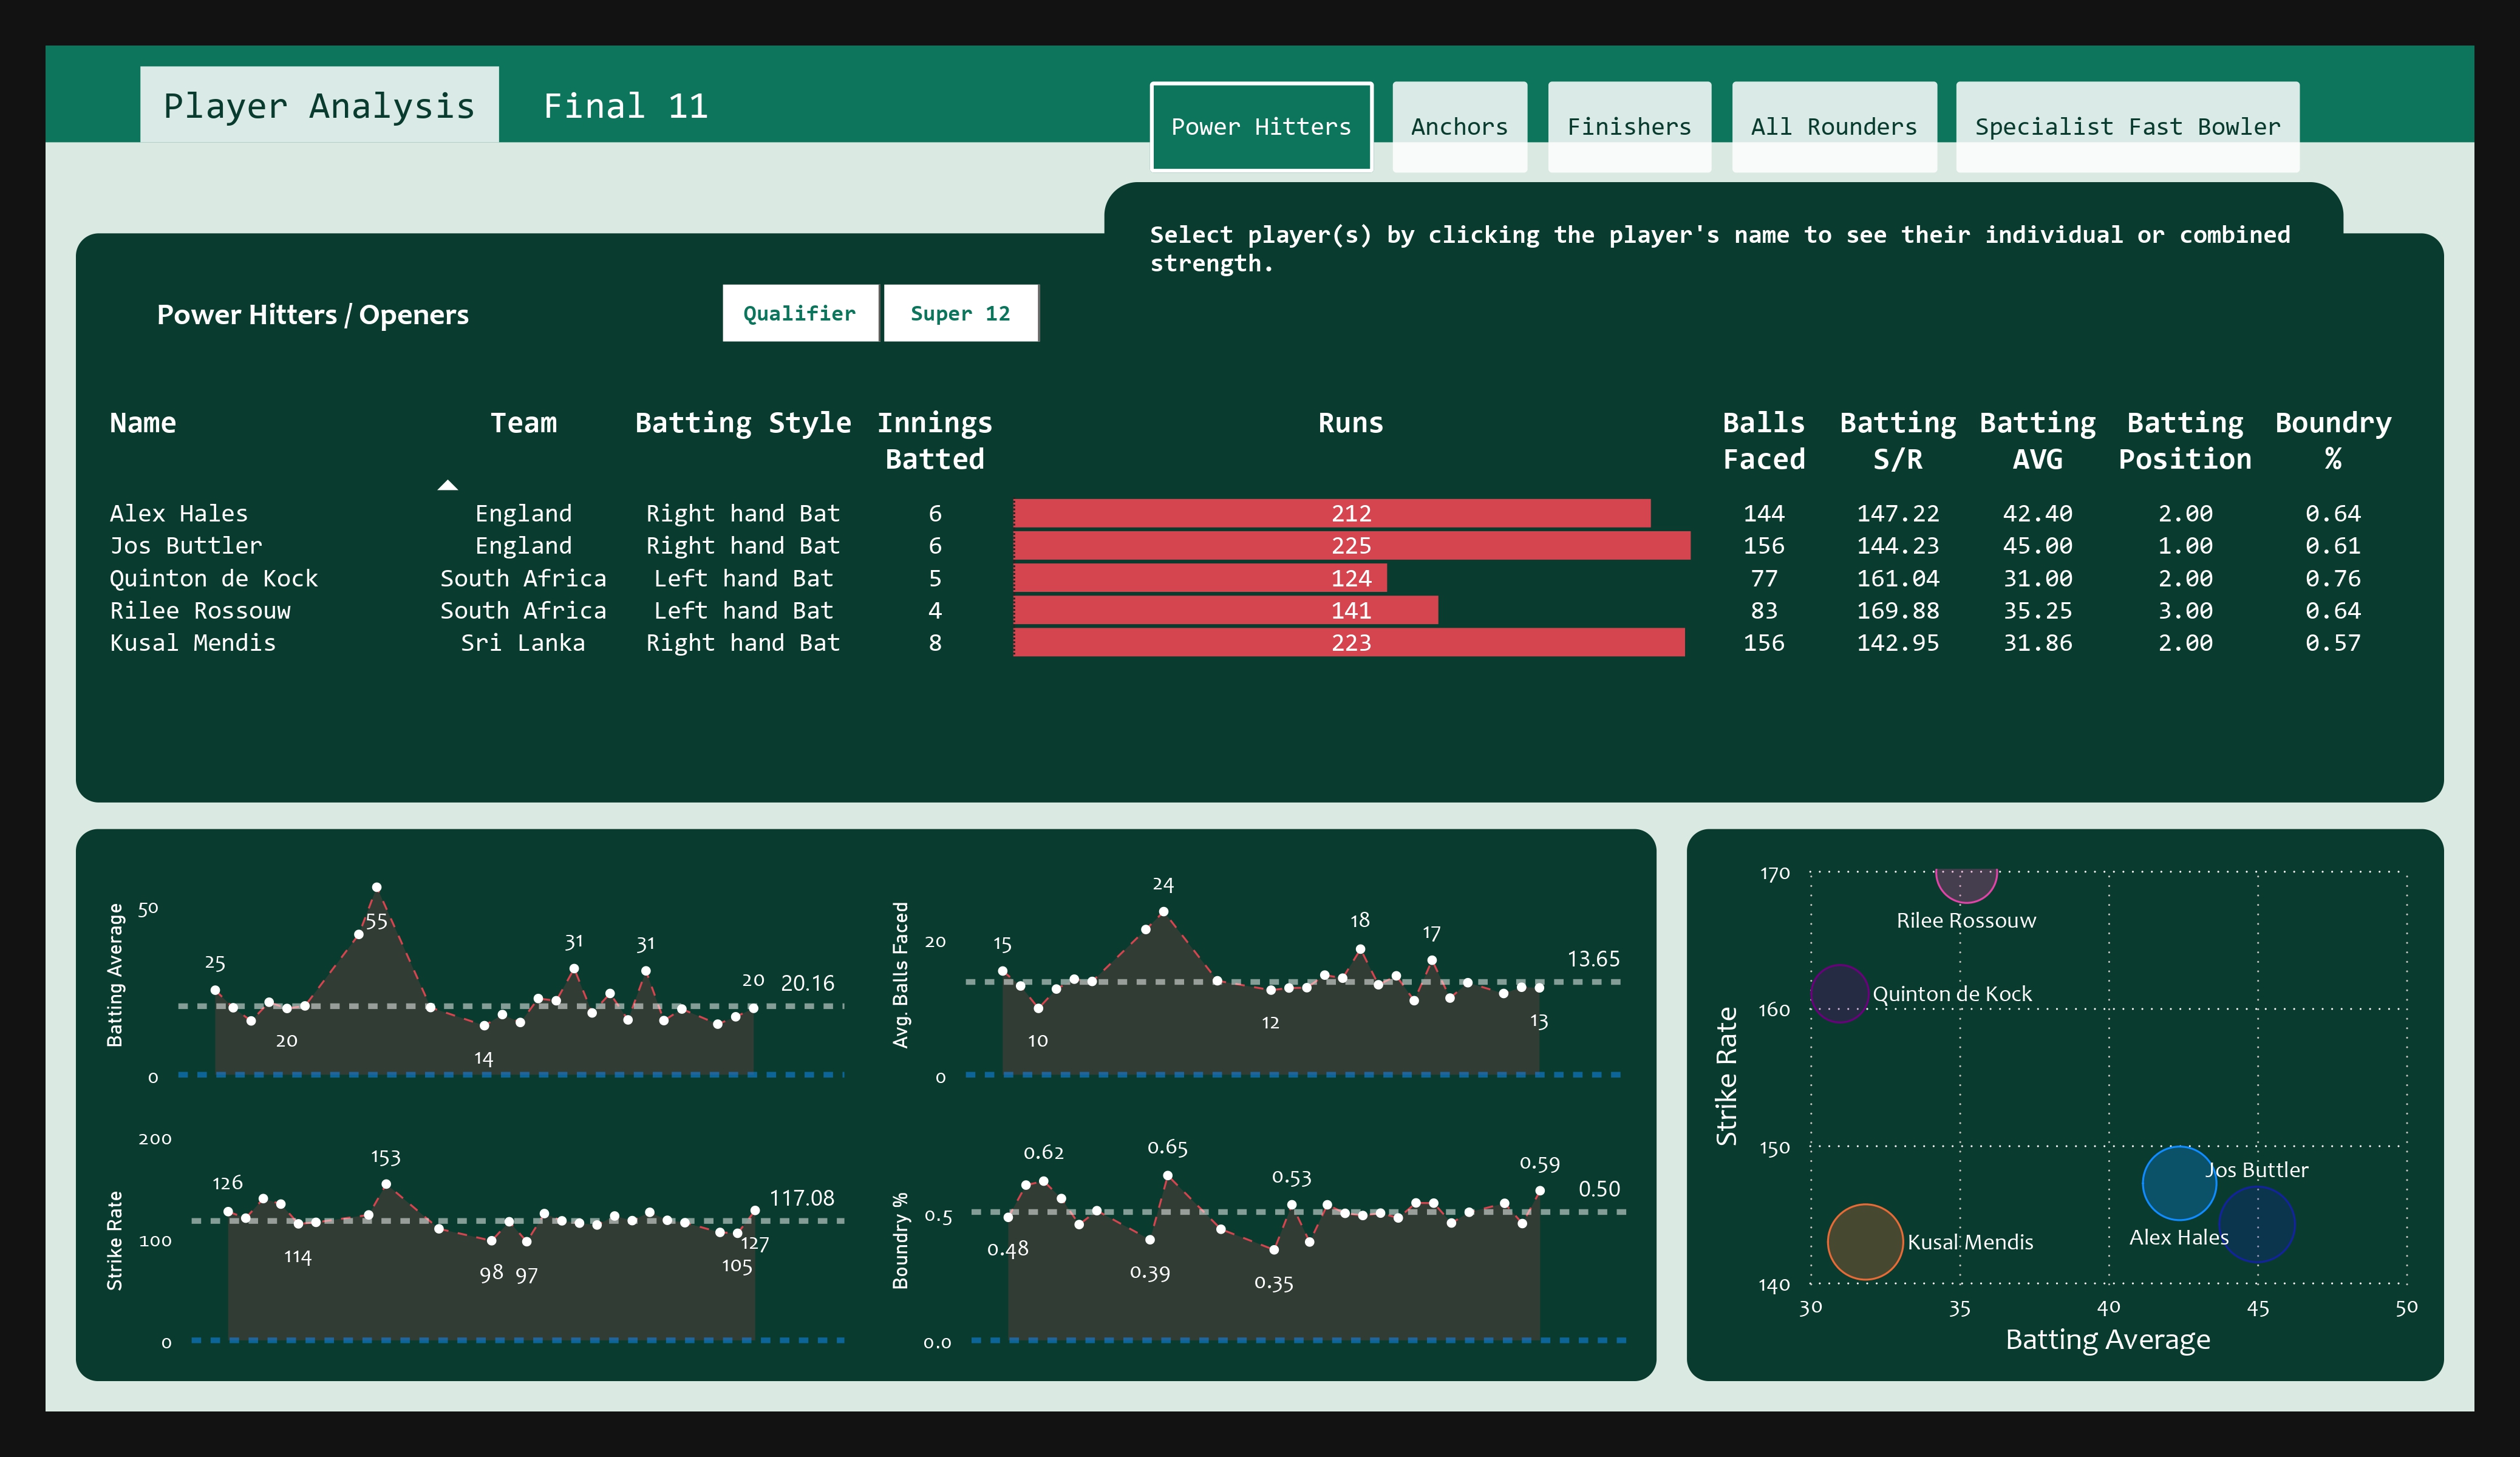 Player Analysis
Final 11
Power Hitters
Anchors
Finishers
All Rounders
Specialist Fast Bowler
Select player(s) by clicking the player's name to see their individual or combined
strength.
Power Hitters / Openers
Qualifier
Super 12
Name Team Batting Style Innings Runs Balls Batting Batting Batting Boundry
Batted Faced S/R AVG Position %
Alex Hales England Right hand Bat 6 212 144 147.22 42.40 2.00 0.64
Jos Buttler England Right hand Bat 6 225 156 144.23 45.00 1.00 0.61
Quinton de Kock South Africa Left hand Bat 5 124 77 161.04 31.00 2.00 0.76
Rilee Rossouw South Africa Left hand Bat 4 141 83 169.88 35.25 3.00 0.64
Kusal Mendis Sri Lanka Right hand Bat 8 223 156 142.95 31.86 2.00 0.57
Batting Average
50
0
25
20
55
14
31
31
20
20.16
Avg. Balls Faced
20
0
15
10
24
12
18
17
13
13.65
Strike Rate
200
100
0
126
114
153
98
97
105
127
117.08
Boundry %
0.5
0.0
0.48
0.62
0.39
0.65
0.35
0.53
0.59
0.50
Strike Rate
170
160
150
140
Rilee Rossouw
Quinton de Kock
Jos Buttler
Alex Hales
Kusal Mendis
30
35
40
45
50
Batting Average